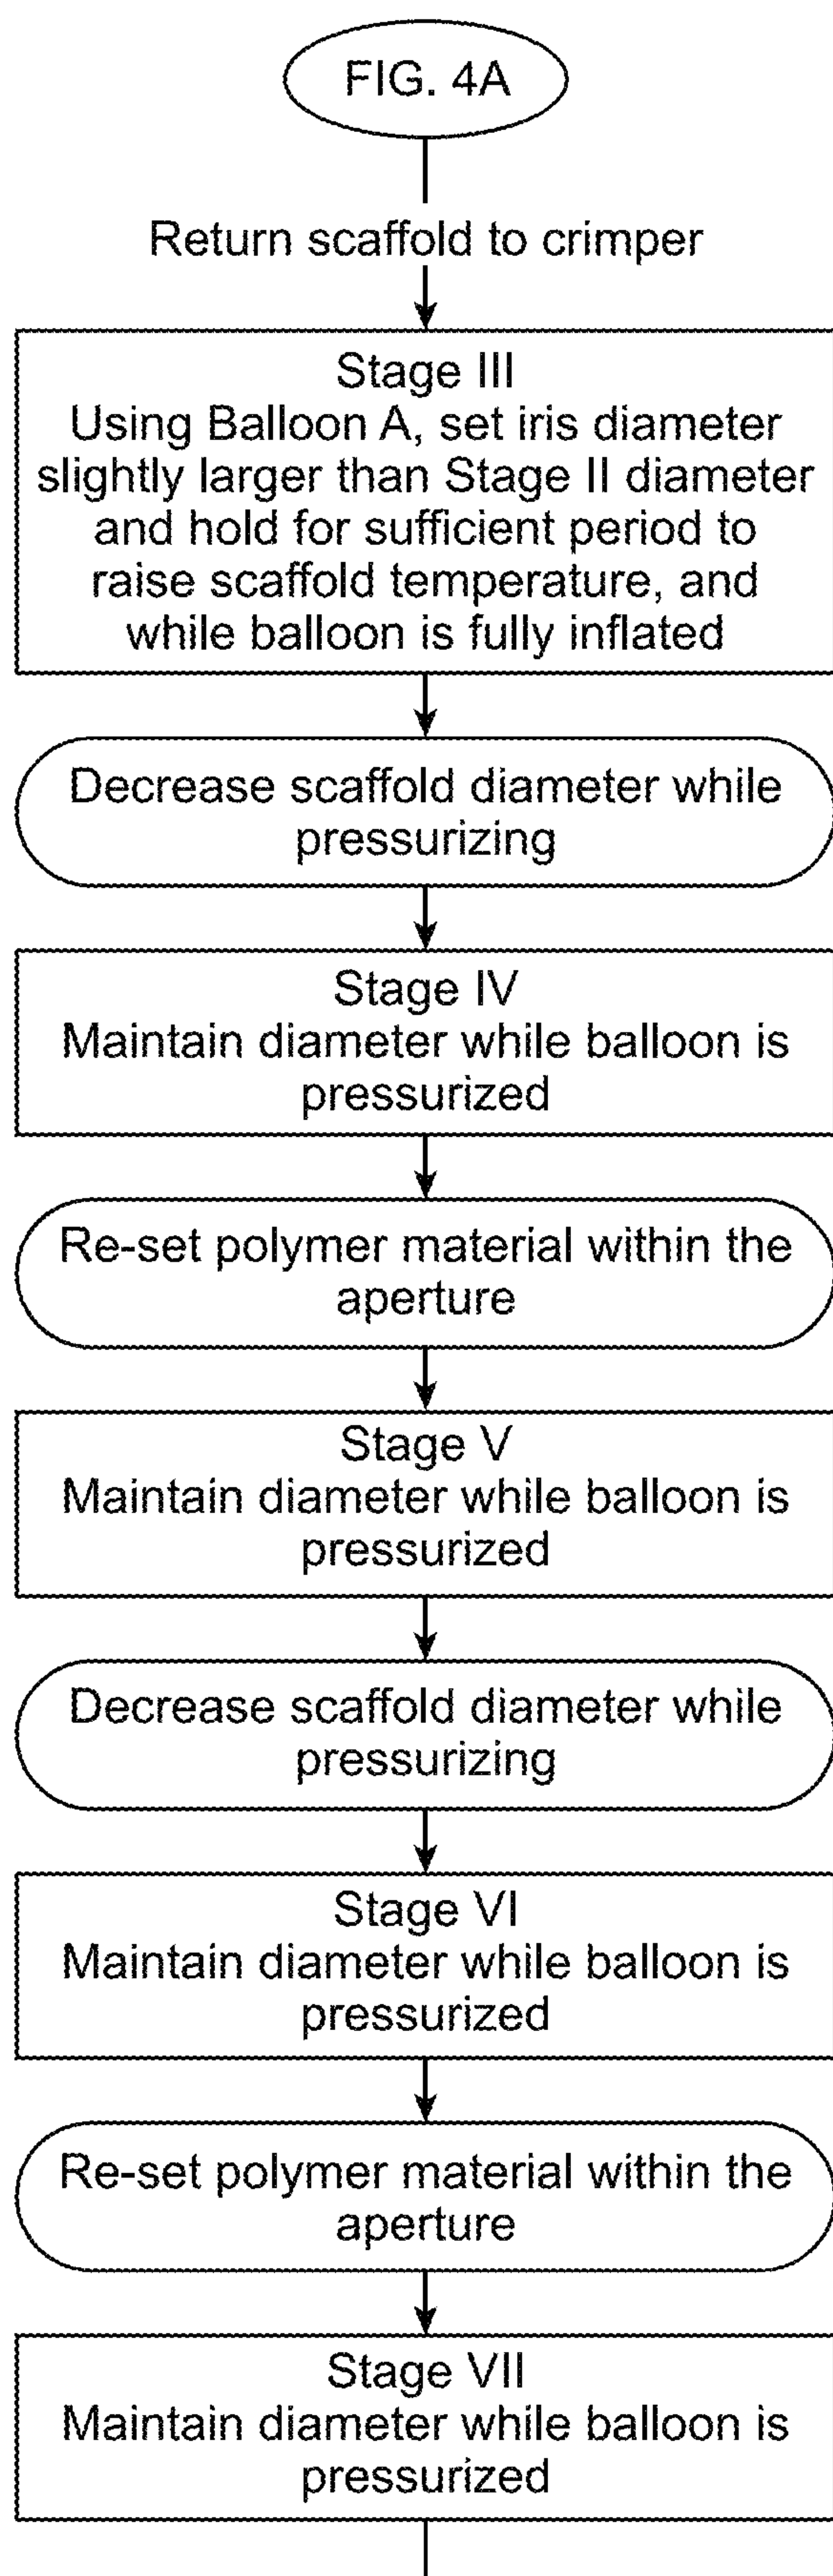 FIG. 4A
Return scaffold to crimper
Stage III
Using Balloon A, set iris diameter
slightly larger than Stage II diameter
and hold for sufficient period to
raise scaffold temperature, and
while balloon is fully inflated
Decrease scaffold diameter while
pressurizing
Stage IV
Maintain diameter while balloon is
pressurized
Re-set polymer material within the
aperture
Stage V
Maintain diameter while balloon is
pressurized
Decrease scaffold diameter while
pressurizing
Stage VI
Maintain diameter while balloon is
pressurized
Re-set polymer material within the
aperture
Stage VII
Maintain diameter while balloon is
pressurized